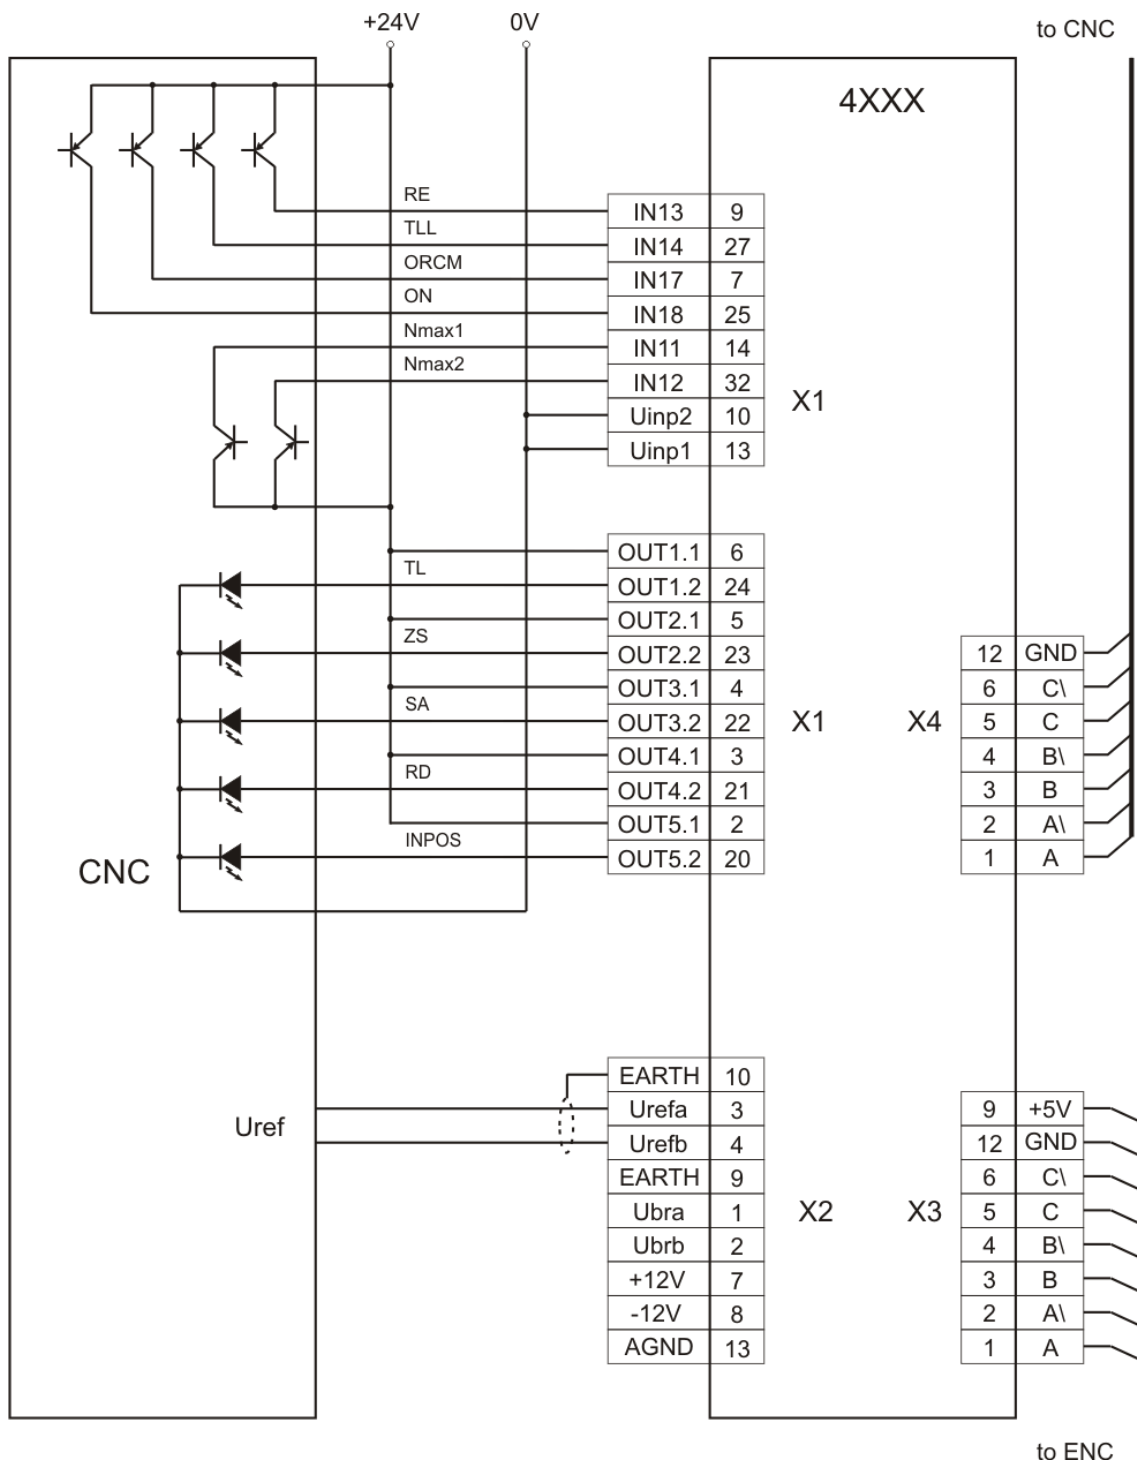 +24V 0V to CNC
4XXX
RE
IN13 9
TLL
IN14 27
ORCM
IN17 7
ON
IN18 25
Nmax1
IN11 14
Nmax2
IN12 32
X1
Uinp2 10
Uinp1 13
OUT1.1 6
TL
OUT1.2 24
OUT2.1 5
ZS
OUT2.2 23
OUT3.1 4
SA
OUT3.2 22
X1
OUT4.1 3
RD
OUT4.2 21
OUT5.1 2
INPOS
OUT5.2 20
X4
12 GND
6 C\
5 C
4 B\
3 B
2 A\
1 A
CNC
Uref
EARTH 10
Urefa 3
Urefb 4
EARTH 9
Ubra 1
Ubrb 2
+12V 7
-12V 8
AGND 13
X2
X3
9 +5V
12 GND
6 C\
5 C
4 B\
3 B
2 A\
1 A
to ENC